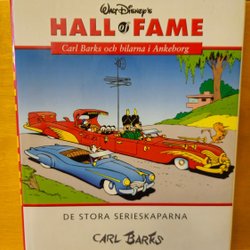 WALT DISNEY'S
HALL of FAME
Carl Barks och bilarna i Ankeborg
DE STORA SERIESKAPARNA
CARL BARKS